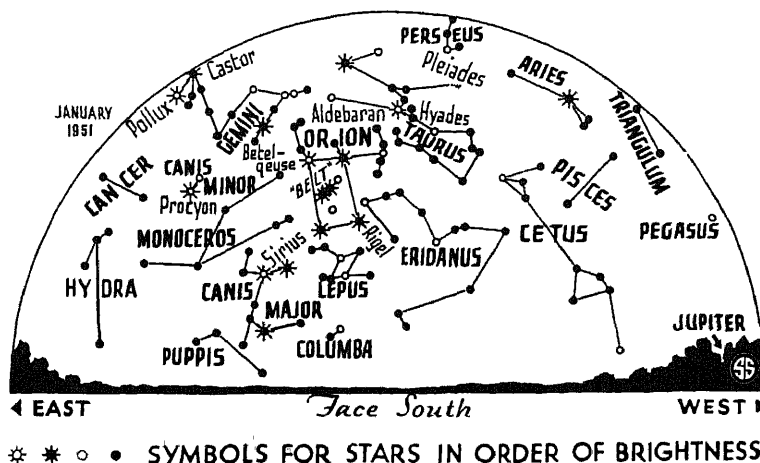 PERSEUS
Castor
Pleiades
ARIES
JANUARY
1951
Pollux
GEMINI
Aldebaran
Hyades
TRIANGULUM
ORION
TAURUS
Betel-
geuse
CANCER
CANIS
MINOR
Procyon
"BELT"
PISCES
MONOCEROS
Sirius
Rigel
ERIDANUS
CETUS
PEGASUS
HYDRA
CANIS
MAJOR
LEPUS
PUPPIS
COLUMBA
JUPITER
SS
EAST
Face South
WEST
SYMBOLS FOR STARS IN ORDER OF BRIGHTNESS